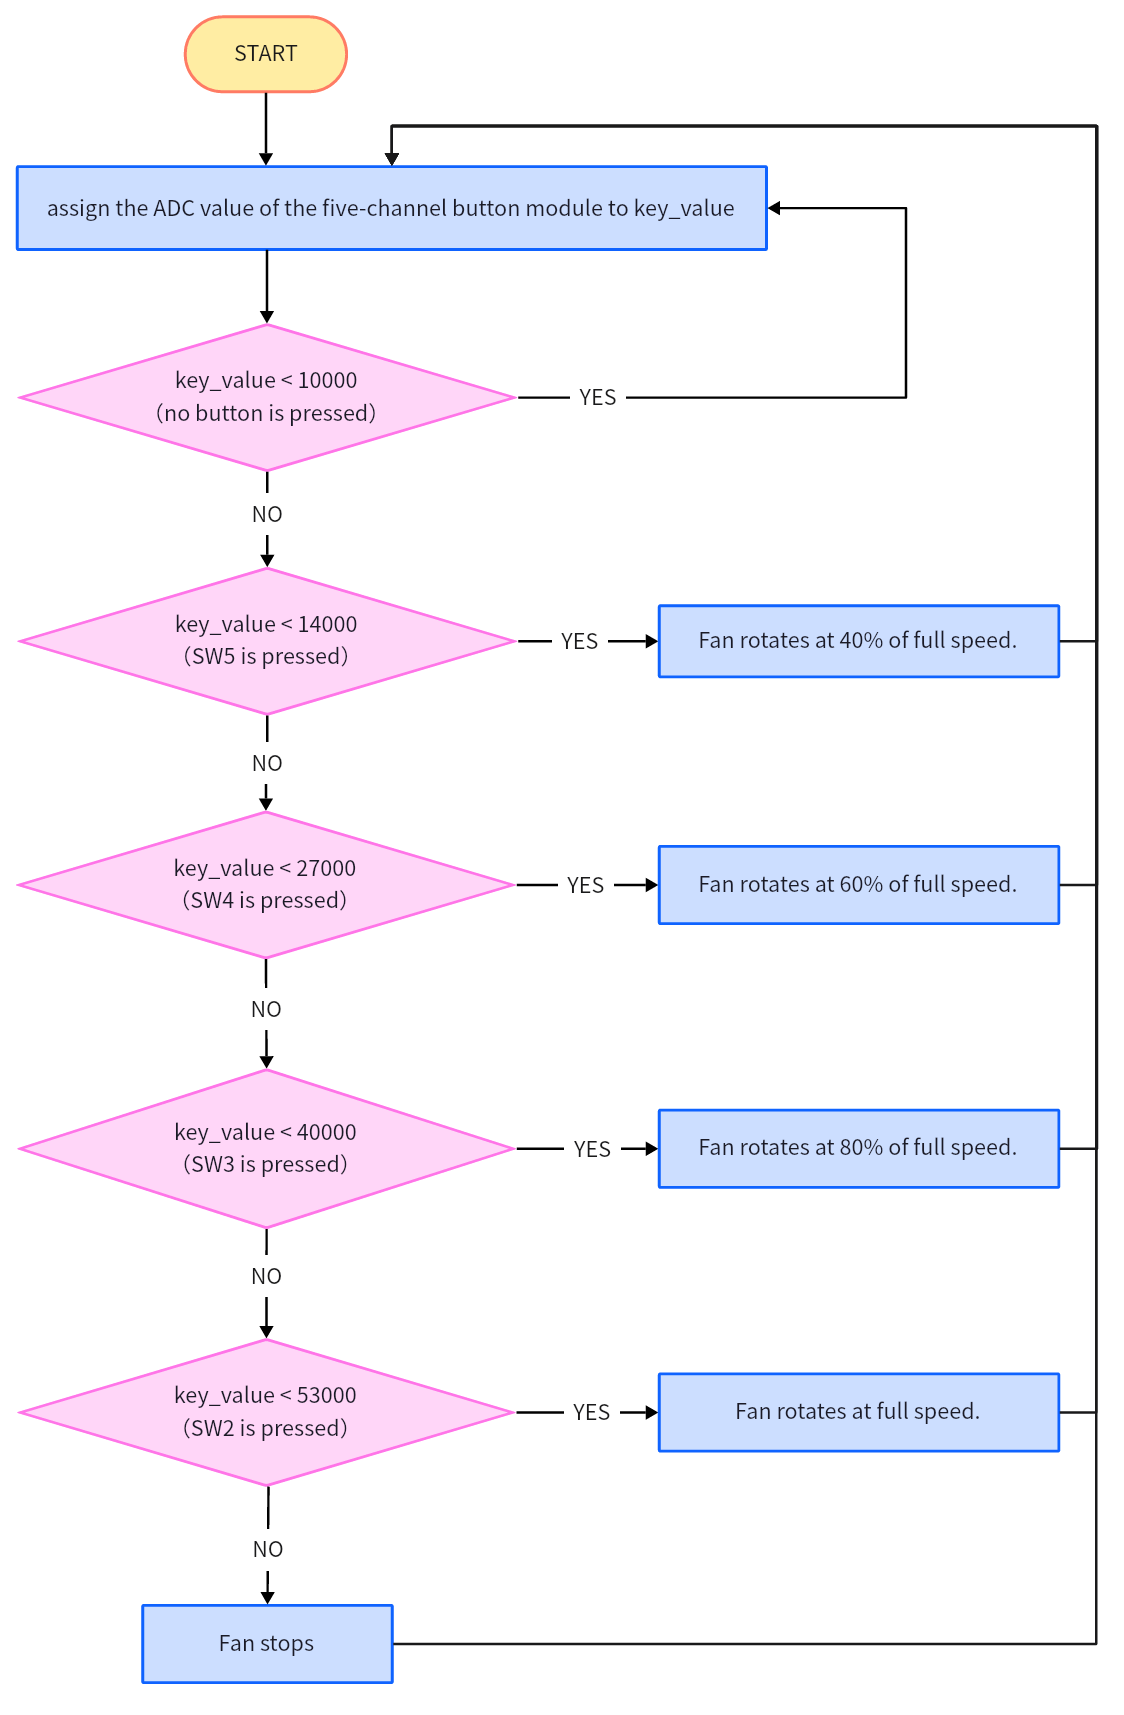 START
assign the ADC value of the five-channel button module to key_value
key_value < 10000
（no button is pressed）
YES
NO
key_value < 14000
（SW5 is pressed）
YES
Fan rotates at 40% of full speed.
NO
key_value < 27000
（SW4 is pressed）
YES
Fan rotates at 60% of full speed.
NO
key_value < 40000
（SW3 is pressed）
YES
Fan rotates at 80% of full speed.
NO
key_value < 53000
（SW2 is pressed）
YES
Fan rotates at full speed.
NO
Fan stops